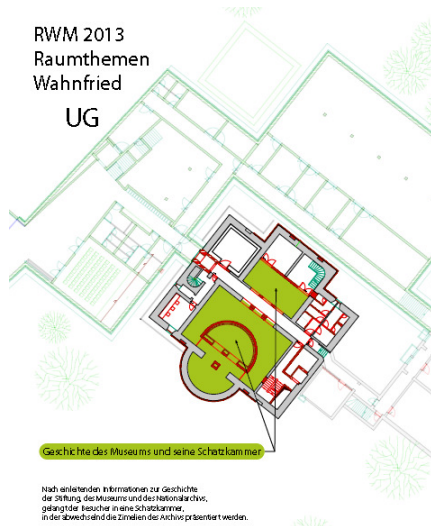 RWM 2013
Raumthemen
Wahnfried
UG
Geschichte des Museums und seine Schatzkammer
Nach einleitenden Informationen zur Geschichte
der Stiftung, des Museums und des Nationalarchivs,
gelangt der Besucher in eine Schatzkammer,
in der abwechselnd die Zimelien des Archivs präsentiert werden.